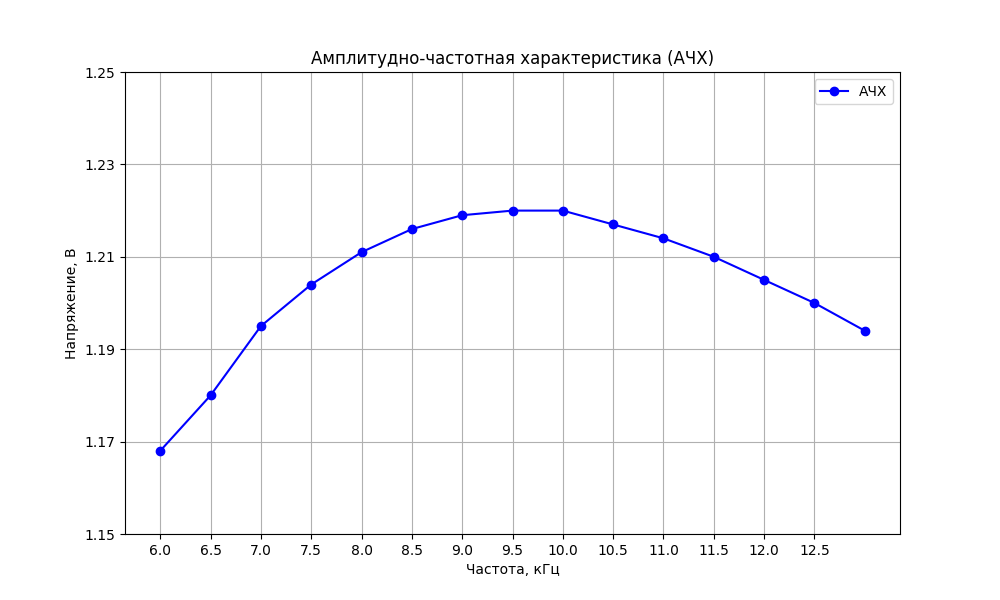 Амплитудно-частотная характеристика (АЧХ)
АЧХ
1.25
1.23
1.21
1.19
1.17
1.15
Напряжение, В
6.0 6.5 7.0 7.5 8.0 8.5 9.0 9.5 10.0 10.5 11.0 11.5 12.0 12.5
Частота, кГц